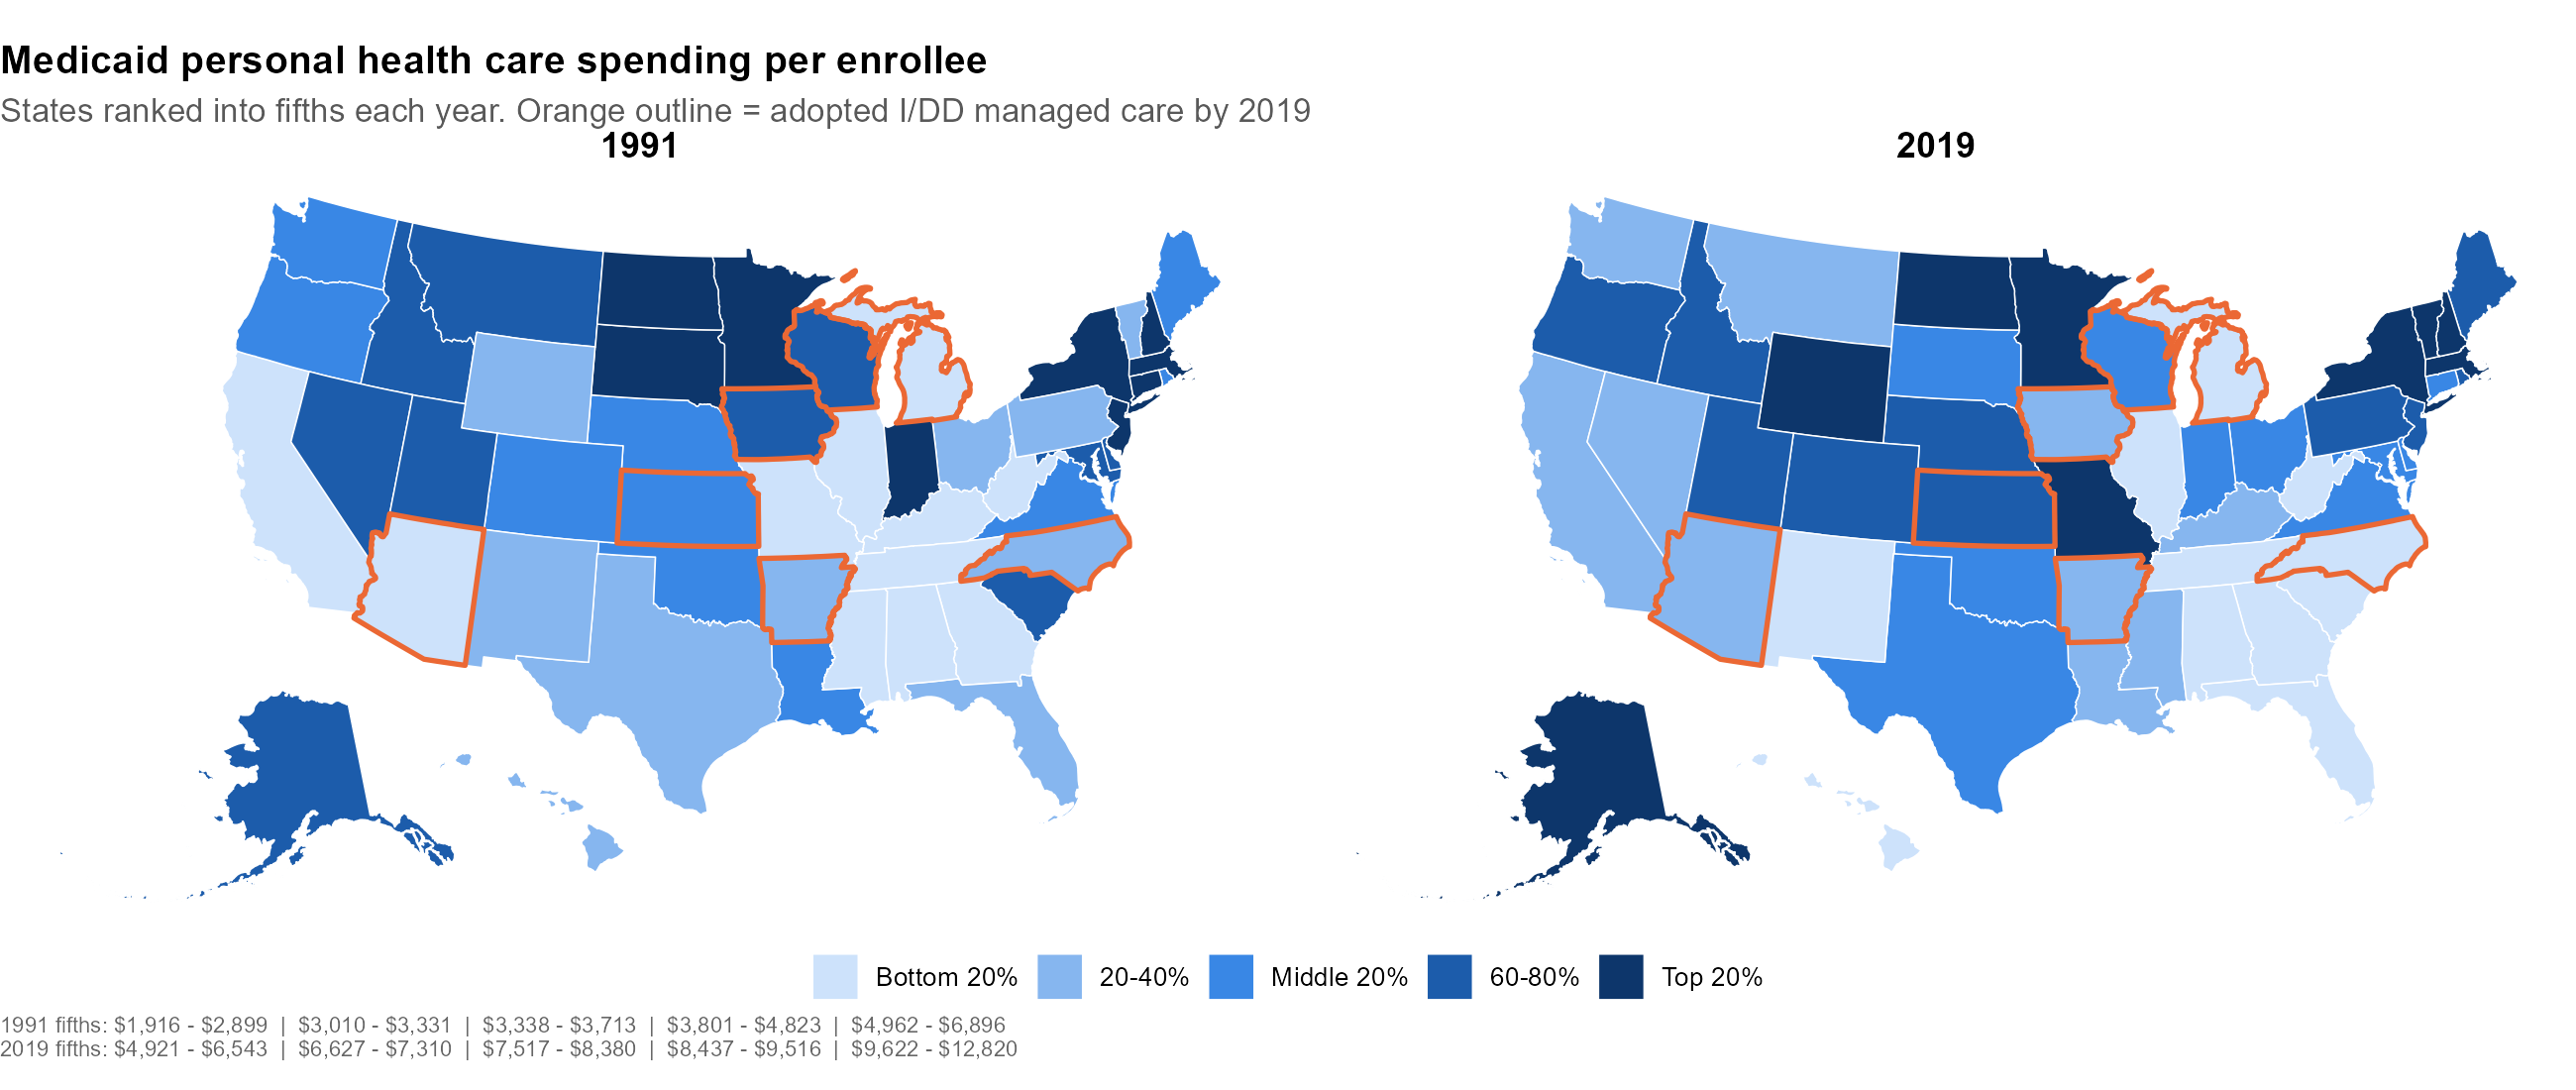 Medicaid personal health care spending per enrollee
States ranked into fifths each year. Orange outline = adopted I/DD managed care by 2019
1991
2019
Bottom 20%
20-40%
Middle 20%
60-80%
Top 20%
1991 fifths: $1,916 - $2,899 | $3,010 - $3,331 | $3,338 - $3,713 | $3,801 - $4,823 | $4,962 - $6,896
2019 fifths: $4,921 - $6,543 | $6,627 - $7,310 | $7,517 - $8,380 | $8,437 - $9,516 | $9,622 - $12,820